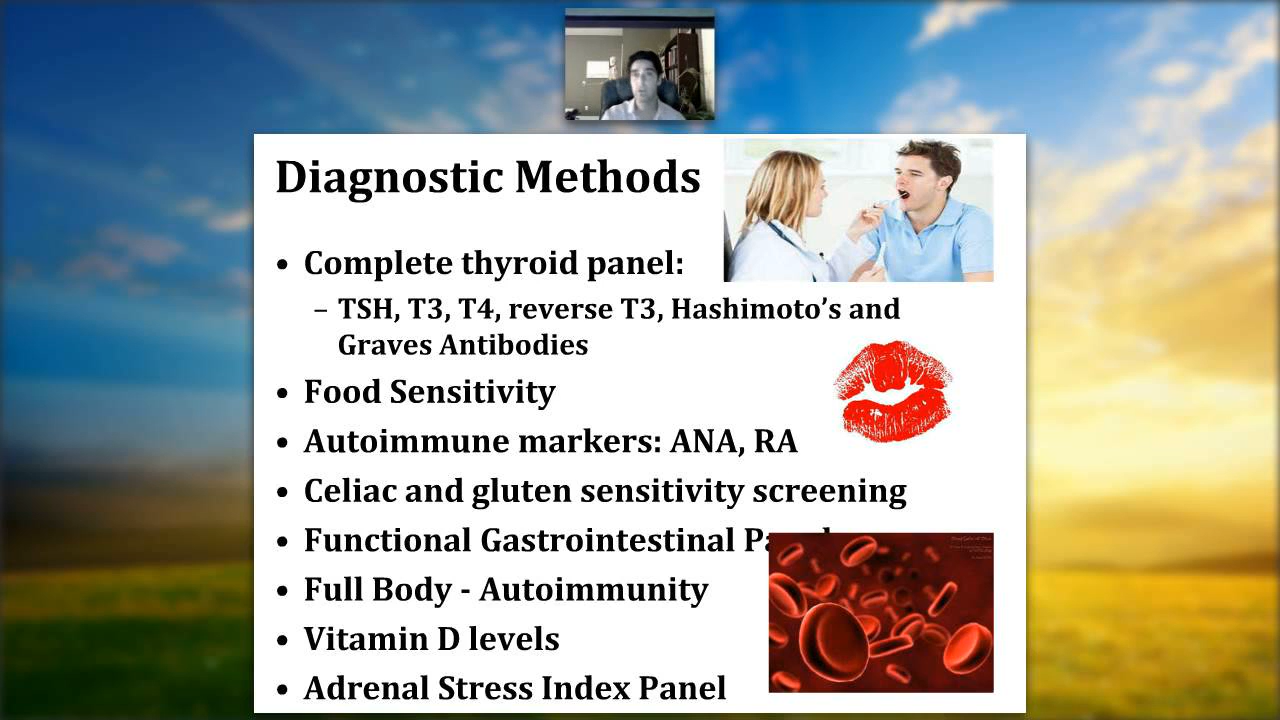 Diagnostic Methods
• Complete thyroid panel:
– TSH, T3, T4, reverse T3, Hashimoto’s and
Graves Antibodies
• Food Sensitivity
• Autoimmune markers: ANA, RA
• Celiac and gluten sensitivity screening
• Functional Gastrointestinal
• Full Body - Autoimmunity
• Vitamin D levels
• Adrenal Stress Index Panel